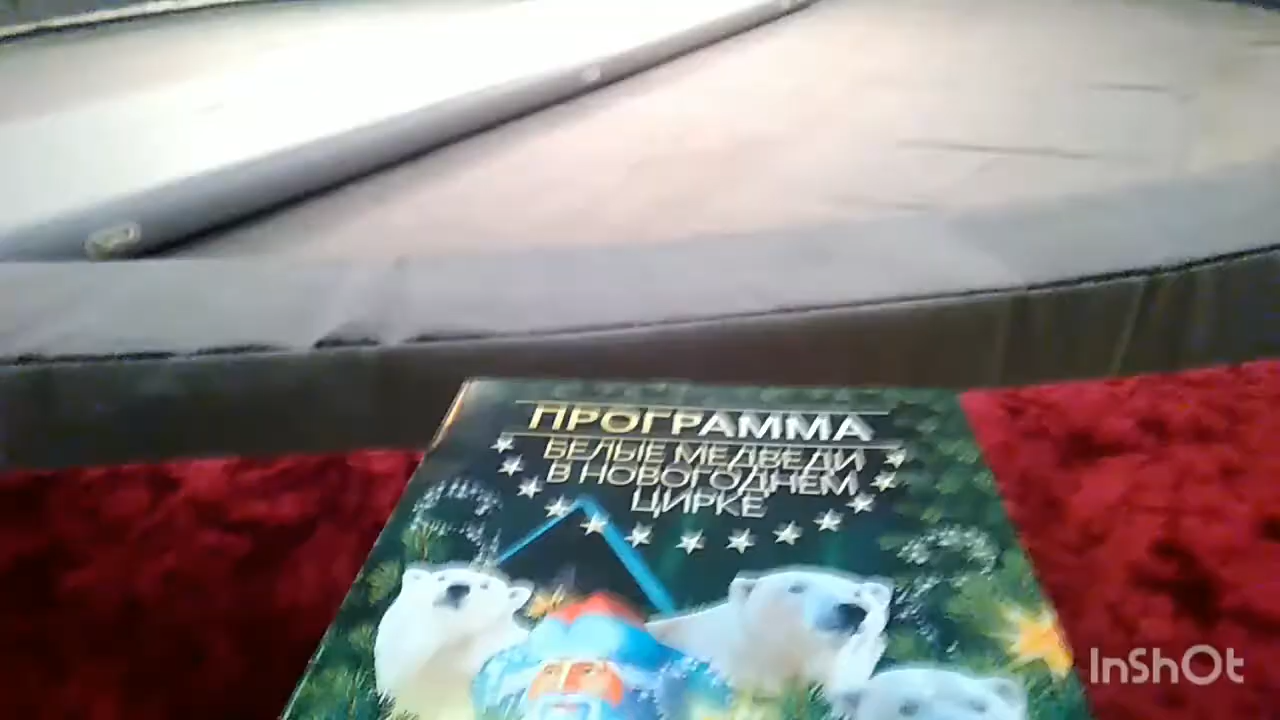 ПРОГРАММА
БЕЛЫЕ МЕДВЕДИ
В НОВОГОДНЕМ
ЦИРКЕ
InShOt